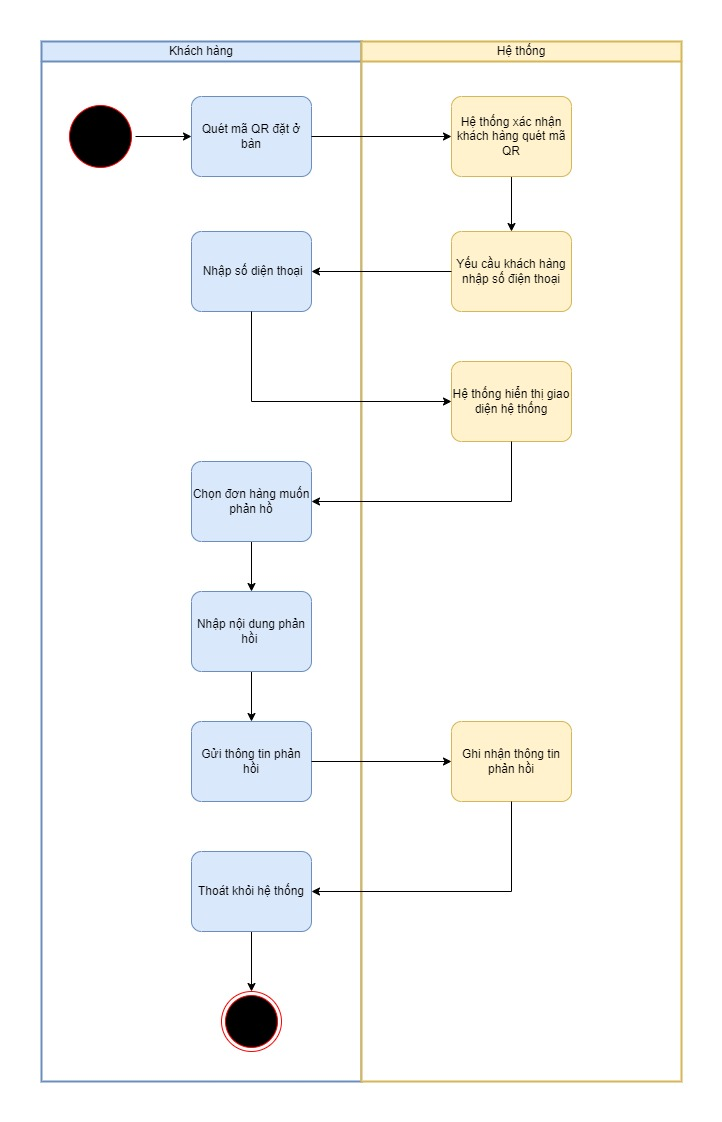 Khách hàng
Hệ thống
Quét mã QR đặt ở
bàn
Hệ thống xác nhận
khách hàng quét mã
QR
Nhập số diện thoại
Yếu cầu khách hàng
nhập số điện thoại
Hệ thống hiển thị giao
diện hệ thống
Chọn đơn hàng muốn
phản hồ
Nhập nội dung phản
hồi
Gửi thông tin phản
hồi
Ghi nhận thông tin
phản hồi
Thoát khỏi hệ thống